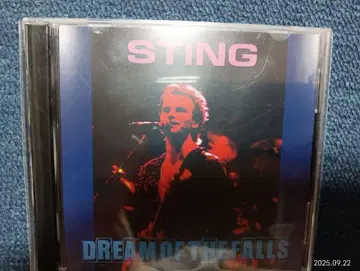 STING
DREAM OF THE FALLS
2025.09.22